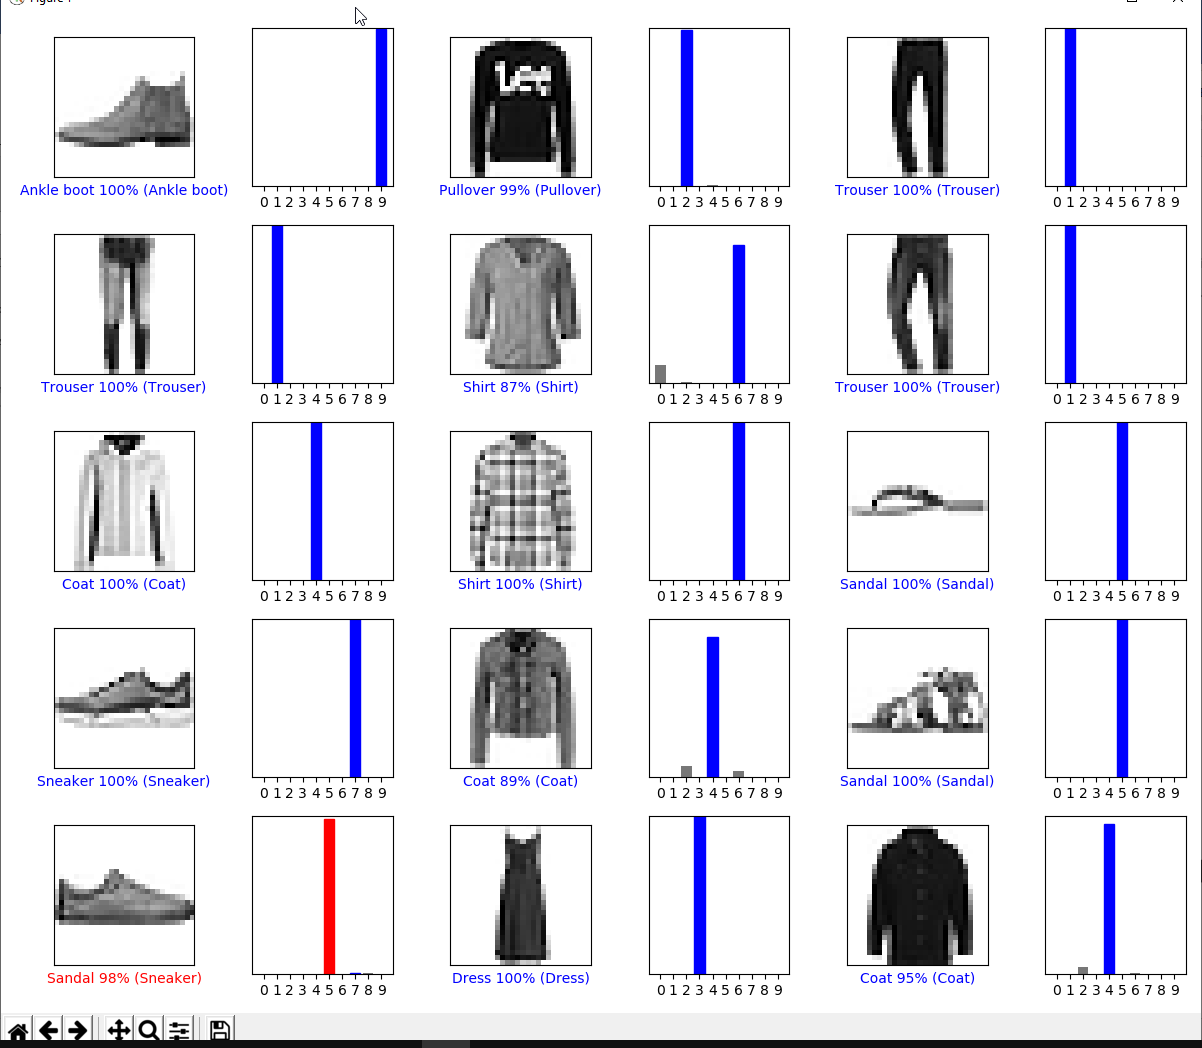 Lee
Ankle boot 100% (Ankle boot)
0 1 2 3 4 5 6 7 8 9
Pullover 99% (Pullover)
0 1 2 3 4 5 6 7 8 9
Trouser 100% (Trouser)
0 1 2 3 4 5 6 7 8 9
Trouser 100% (Trouser)
0 1 2 3 4 5 6 7 8 9
Shirt 87% (Shirt)
0 1 2 3 4 5 6 7 8 9
Trouser 100% (Trouser)
0 1 2 3 4 5 6 7 8 9
Coat 100% (Coat)
0 1 2 3 4 5 6 7 8 9
Shirt 100% (Shirt)
0 1 2 3 4 5 6 7 8 9
Sandal 100% (Sandal)
0 1 2 3 4 5 6 7 8 9
Sneaker 100% (Sneaker)
0 1 2 3 4 5 6 7 8 9
Coat 89% (Coat)
0 1 2 3 4 5 6 7 8 9
Sandal 100% (Sandal)
0 1 2 3 4 5 6 7 8 9
Sandal 98% (Sneaker)
0 1 2 3 4 5 6 7 8 9
Dress 100% (Dress)
0 1 2 3 4 5 6 7 8 9
Coat 95% (Coat)
0 1 2 3 4 5 6 7 8 9